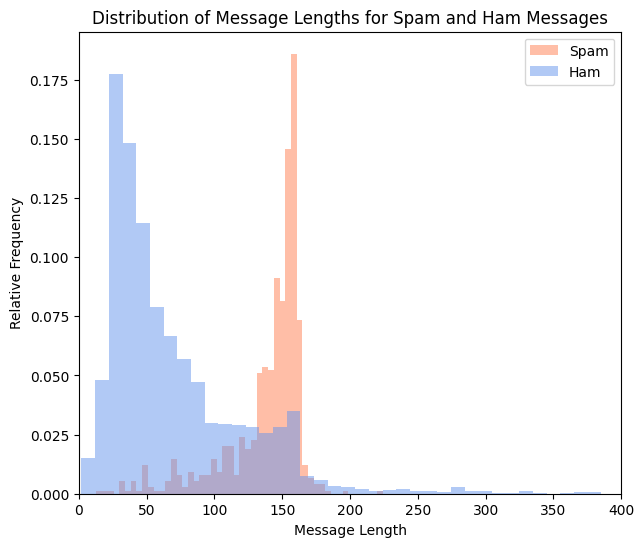 Distribution of Message Lengths for Spam and Ham Messages
Spam
Ham
0.175
0.150
0.125
0.100
0.075
0.050
0.025
0.000
Relative Frequency
0 50 100 150 200 250 300 350 400
Message Length